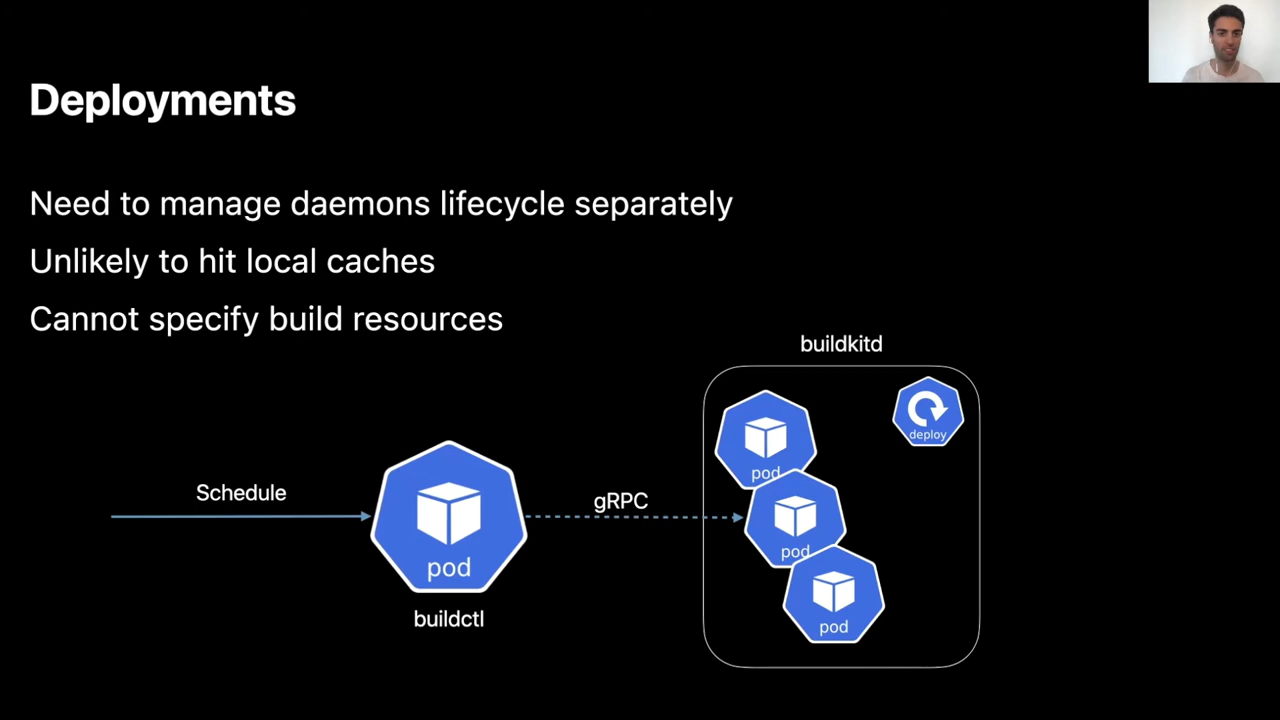 Deployments
Need to manage daemons lifecycle separately
Unlikely to hit local caches
Cannot specify build resources
buildkitd
deploy
pod
Schedule
gRPC
pod
pod
pod
buildctl